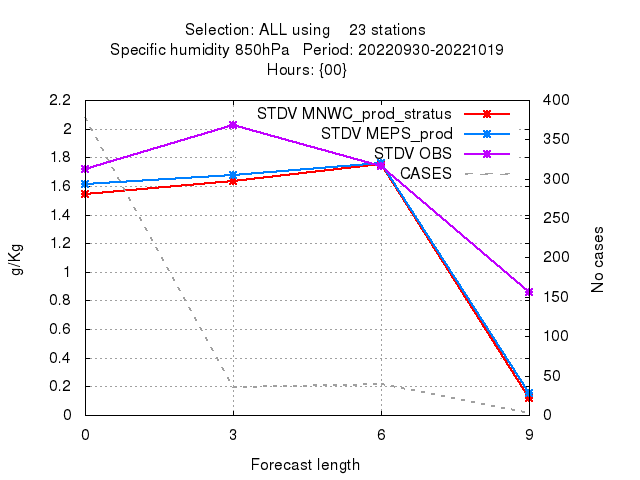 Selection: ALL using 23 stations
Specific humidity 850hPa Period: 20220930-20221019
Hours: {00}
STDV MNWC_prod_stratus
STDV MEPS_prod
STDV OBS
CASES
g/Kg
2.2
2
1.8
1.6
1.4
1.2
1
0.8
0.6
0.4
0.2
0
400
350
300
250
200
150
100
50
0
No cases
0 3 6 9
Forecast length